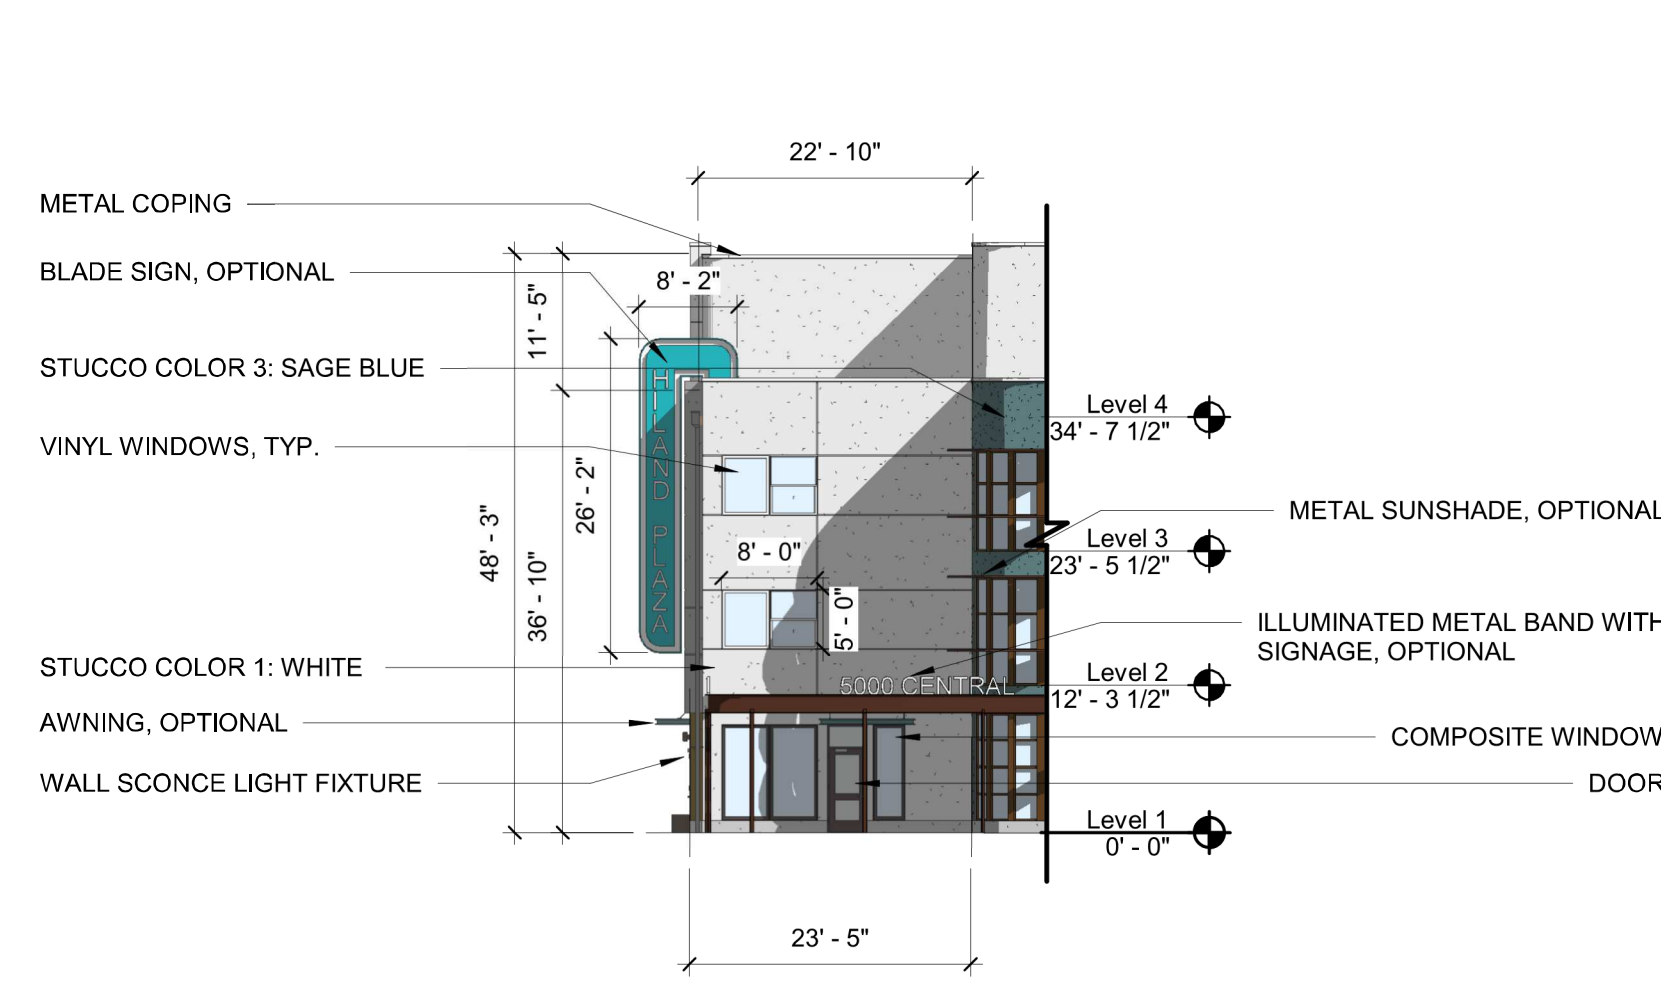 22' - 10"
METAL COPING
BLADE SIGN, OPTIONAL
8' - 2"
11' - 5"
STUCCO COLOR 3: SAGE BLUE
HILAND PLAZA
Level 4
34' - 7 1/2"
VINYL WINDOWS, TYP.
26' - 2"
48' - 3"
METAL SUNSHADE, OPTIONAL
Level 3
23' - 5 1/2"
8' - 0"
36' - 10"
5' - 0"
ILLUMINATED METAL BAND WITH
SIGNAGE, OPTIONAL
STUCCO COLOR 1: WHITE
5000 CENTRAL
Level 2
12' - 3 1/2"
AWNING, OPTIONAL
COMPOSITE WINDOW
WALL SCONCE LIGHT FIXTURE
DOOR
Level 1
0' - 0"
23' - 5"